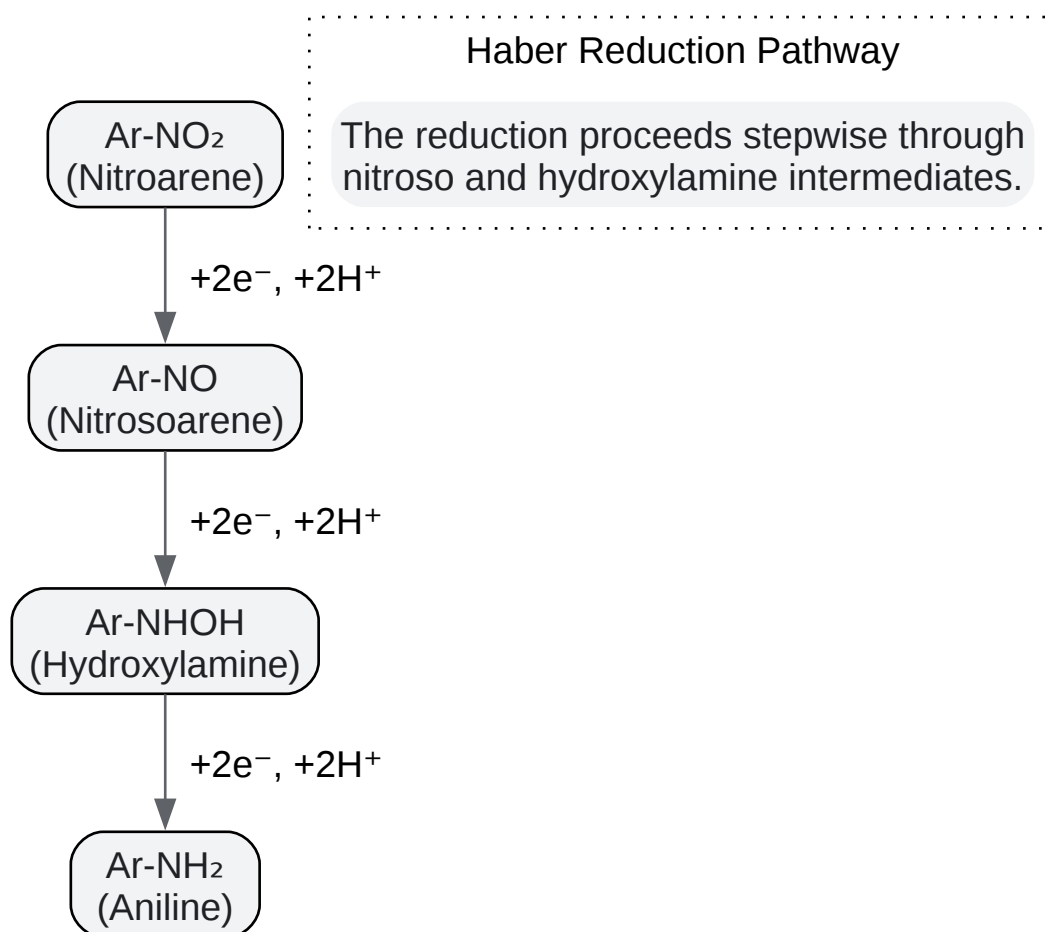 Haber Reduction Pathway
The reduction proceeds stepwise through
nitroso and hydroxylamine intermediates.
Ar-NO₂
(Nitroarene)
+2e⁻, +2H⁺
Ar-NO
(Nitrosoarene)
+2e⁻, +2H⁺
Ar-NHOH
(Hydroxylamine)
+2e⁻, +2H⁺
Ar-NH₂
(Aniline)